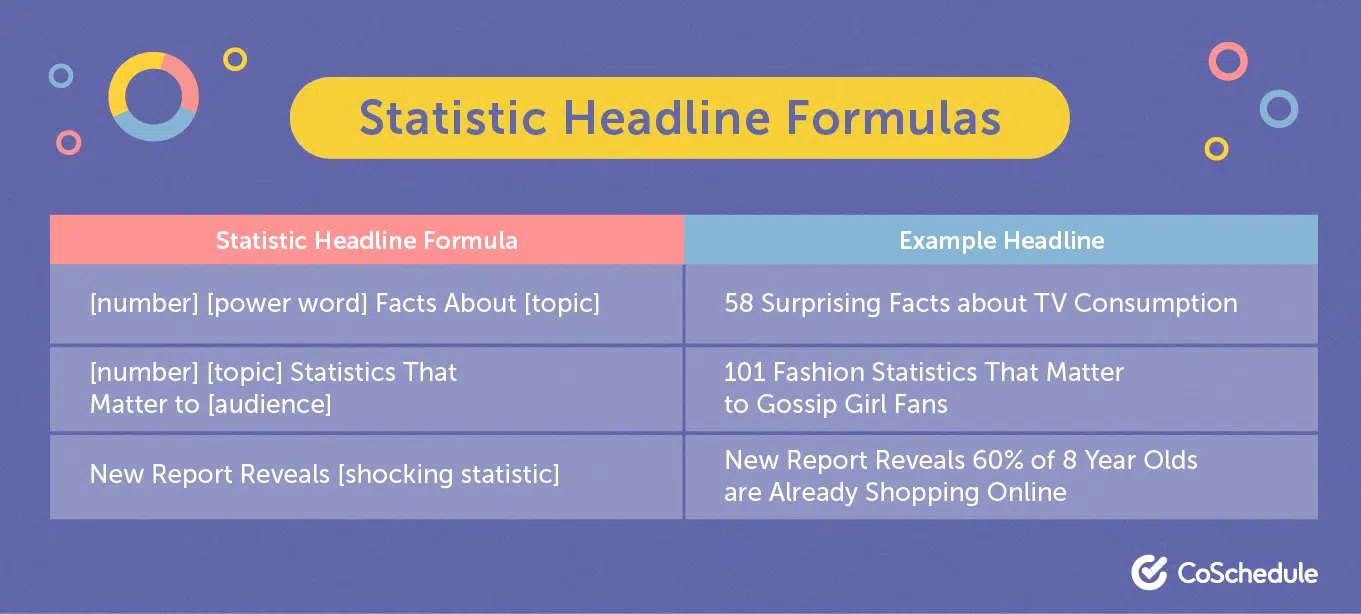 Statistic Headline Formulas
Statistic Headline Formula
Example Headline
[number] [power word] Facts About [topic]
58 Surprising Facts about TV Consumption
[number] [topic] Statistics That
Matter to [audience]
101 Fashion Statistics That Matter
to Gossip Girl Fans
New Report Reveals [shocking statistic]
New Report Reveals 60% of 8 Year Olds
are Already Shopping Online
CoSchedule